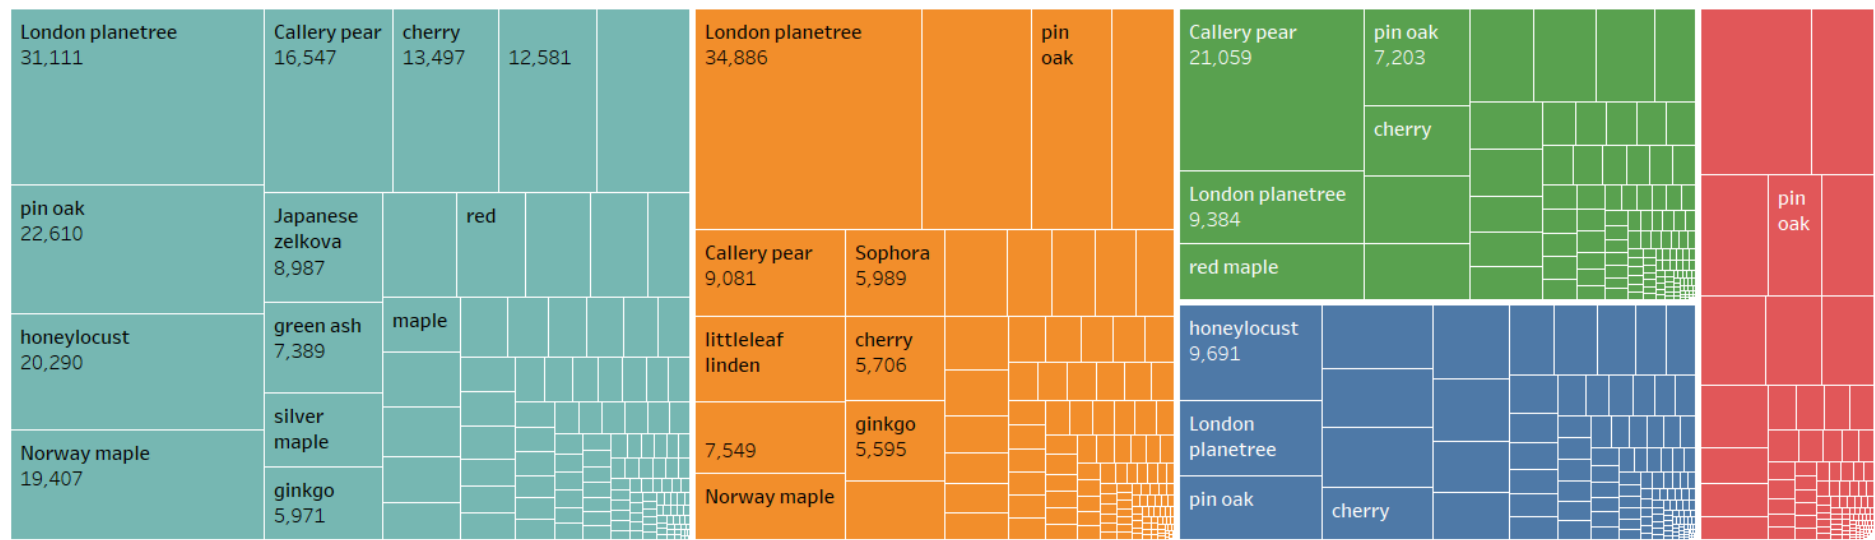 London planetree
31,111
pin oak
22,610
honeylocust
20,290
Norway maple
19,407
Callery pear
16,547
cherry
13,497
12,581
Japanese
zelkova
8,987
green ash
7,389
silver
maple
ginkgo
5,971
red
maple
London planetree
34,886
pin
oak
Callery pear
9,081
littleleaf
linden
7,549
Norway maple
Sophora
5,989
cherry
5,706
ginkgo
5,595
Callery pear
21,059
London planetree
9,384
red maple
pin oak
7,203
cherry
honeylocust
9,691
London
planetree
pin oak
cherry
pin
oak